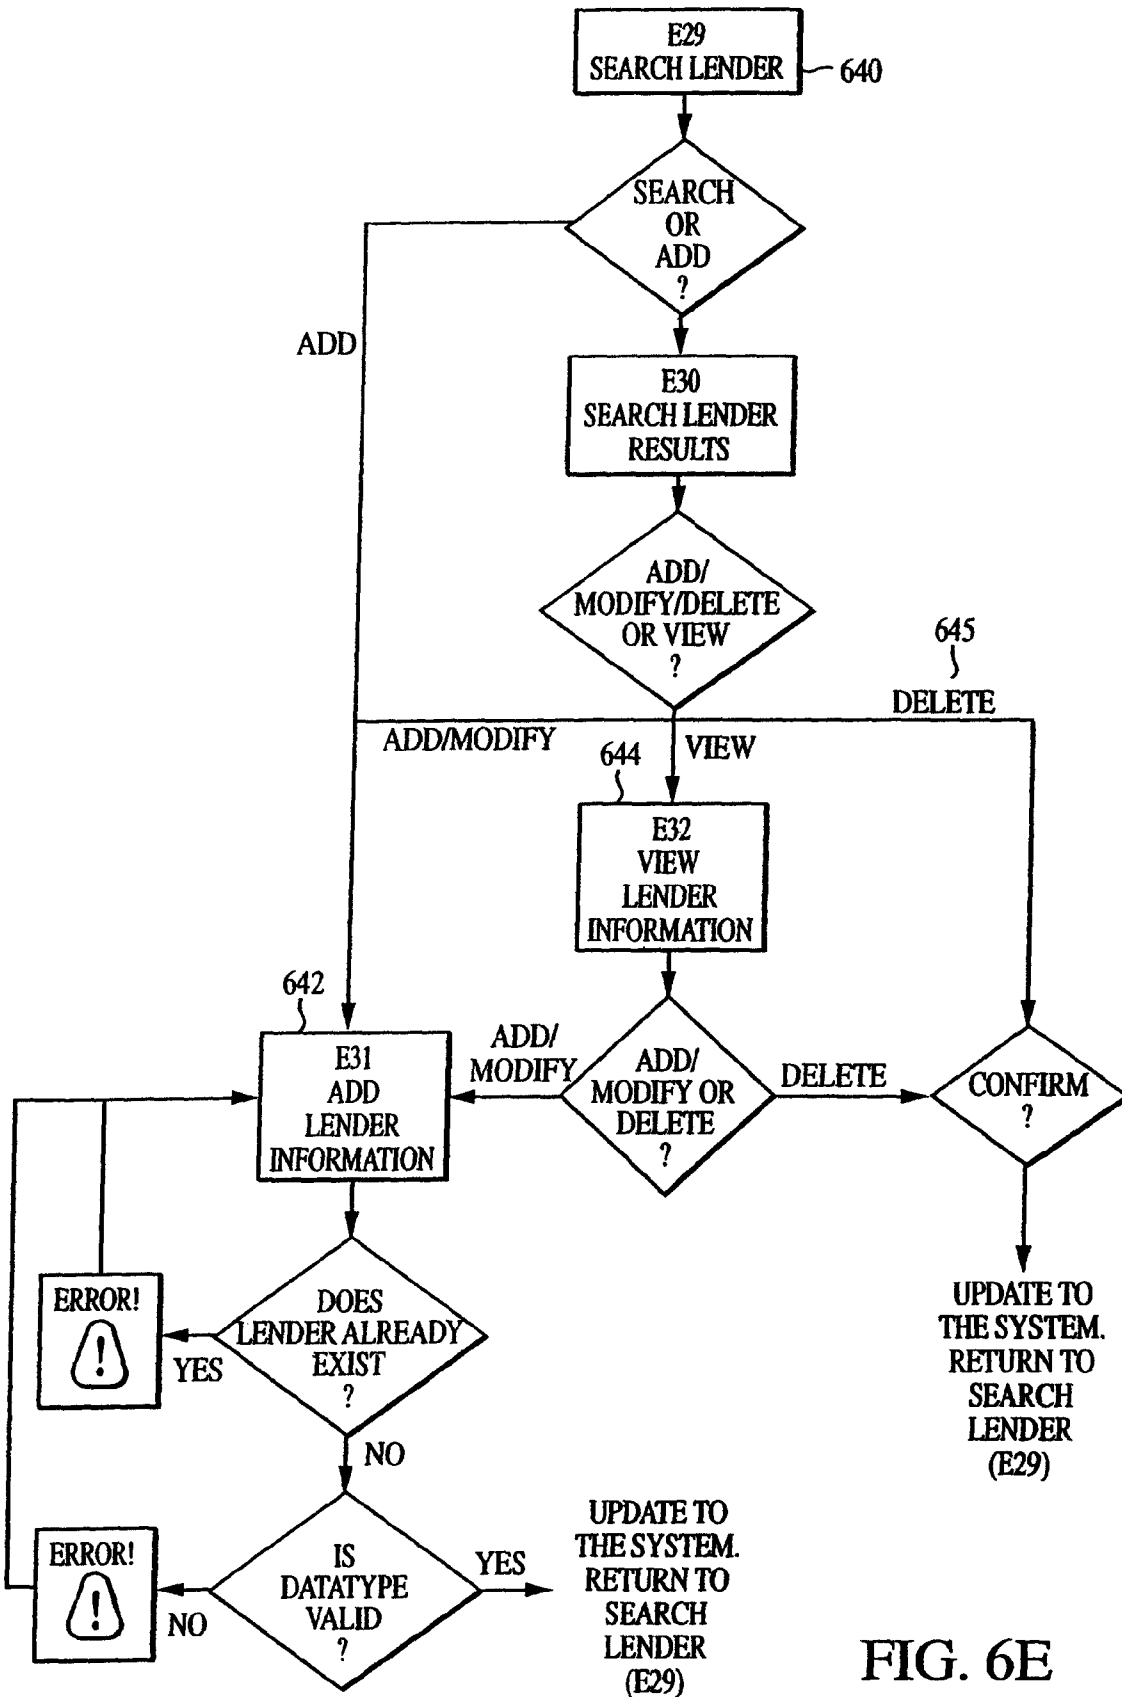 E29
SEARCH LENDER
640
SEARCH
OR
ADD
?
ADD
E30
SEARCH LENDER
RESULTS
ADD/
MODIFY/DELETE
OR VIEW
?
645
DELETE
ADD/MODIFY
VIEW
644
E32
VIEW
LENDER
INFORMATION
642
E31
ADD
LENDER
INFORMATION
ADD/
MODIFY
ADD/
MODIFY OR
DELETE
?
DELETE
CONFIRM
?
UPDATE TO
THE SYSTEM.
RETURN TO
SEARCH
LENDER
(E29)
ERROR!
!
YES
DOES
LENDER ALREADY
EXIST
?
NO
ERROR!
!
NO
IS
DATATYPE
VALID
?
YES
UPDATE TO
THE SYSTEM.
RETURN TO
SEARCH
LENDER
(E29)
FIG. 6E